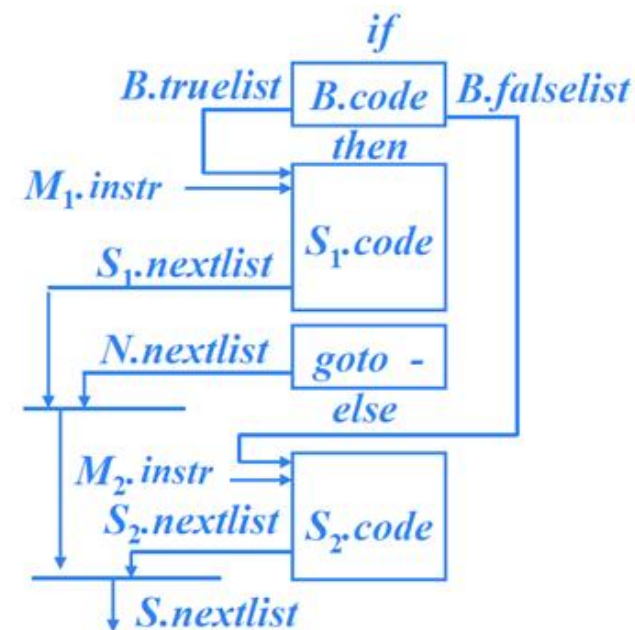 if
B.truelist B.code B.falselist
then
M₁.instr
S₁.code
S₁.nextlist
N.nextlist goto -
else
M₂.instr
S₂.code
S₂.nextlist
S.nextlist